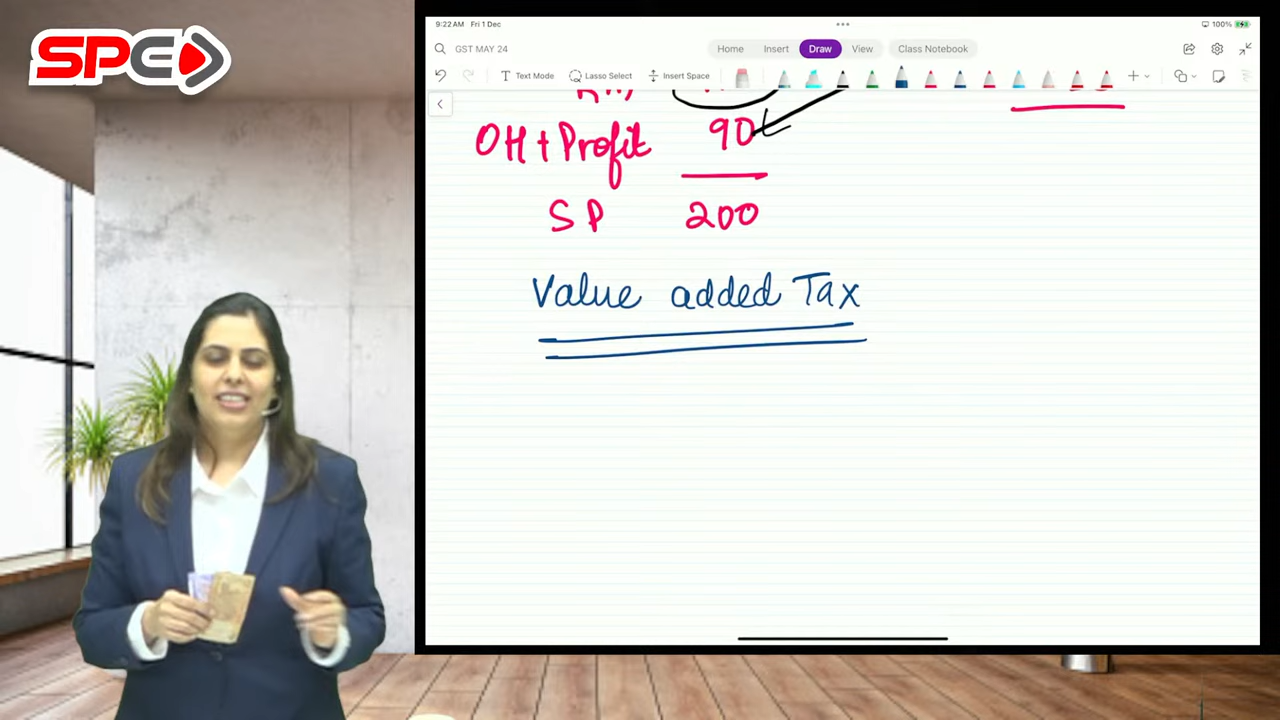 SPED
9:22 AM Fri 1 Dec
100%
GST MAY 24
Home Insert Draw View Class Notebook
Text Mode Lasso Select Insert Space
OH + Profit 90
SP 200
Value added Tax